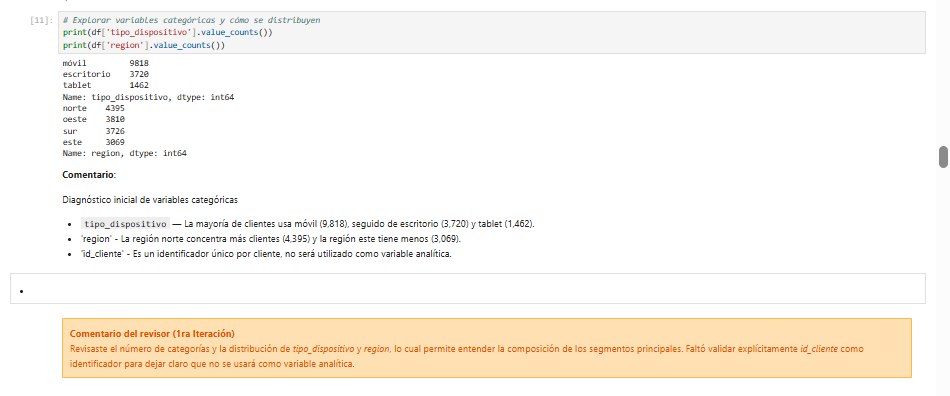 [11]: # Explorar variables categóricas y cómo se distribuyen
print(df['tipo_dispositivo'].value_counts())
print(df['region'].value_counts())
móvil 9818
escritorio 3720
tablet 1462
Name: tipo_dispositivo, dtype: int64
norte 4395
oeste 3810
sur 3726
este 3069
Name: region, dtype: int64
Comentario:
Diagnóstico inicial de variables categóricas
• tipo_dispositivo — La mayoría de clientes usa móvil (9,818), seguido de escritorio (3,720) y tablet (1,462).
• 'region' - La región norte concentra más clientes (4,395) y la región este tiene menos (3,069).
• 'id_cliente' - Es un identificador único por cliente, no será utilizado como variable analítica.
•
Comentario del revisor (1ra Iteración)
Revisaste el número de categorías y la distribución de tipo_dispositivo y region, lo cual permite entender la composición de los segmentos principales. Faltó validar explícitamente id_cliente como
identificador para dejar claro que no se usará como variable analítica.